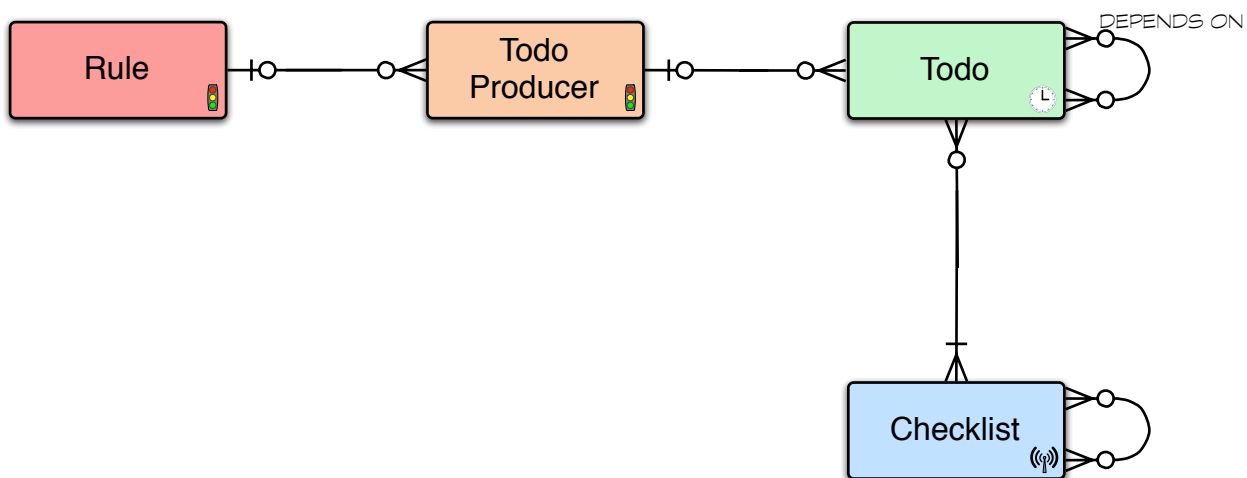 DEPENDS ON
Rule
Todo
Producer
Todo
Checklist